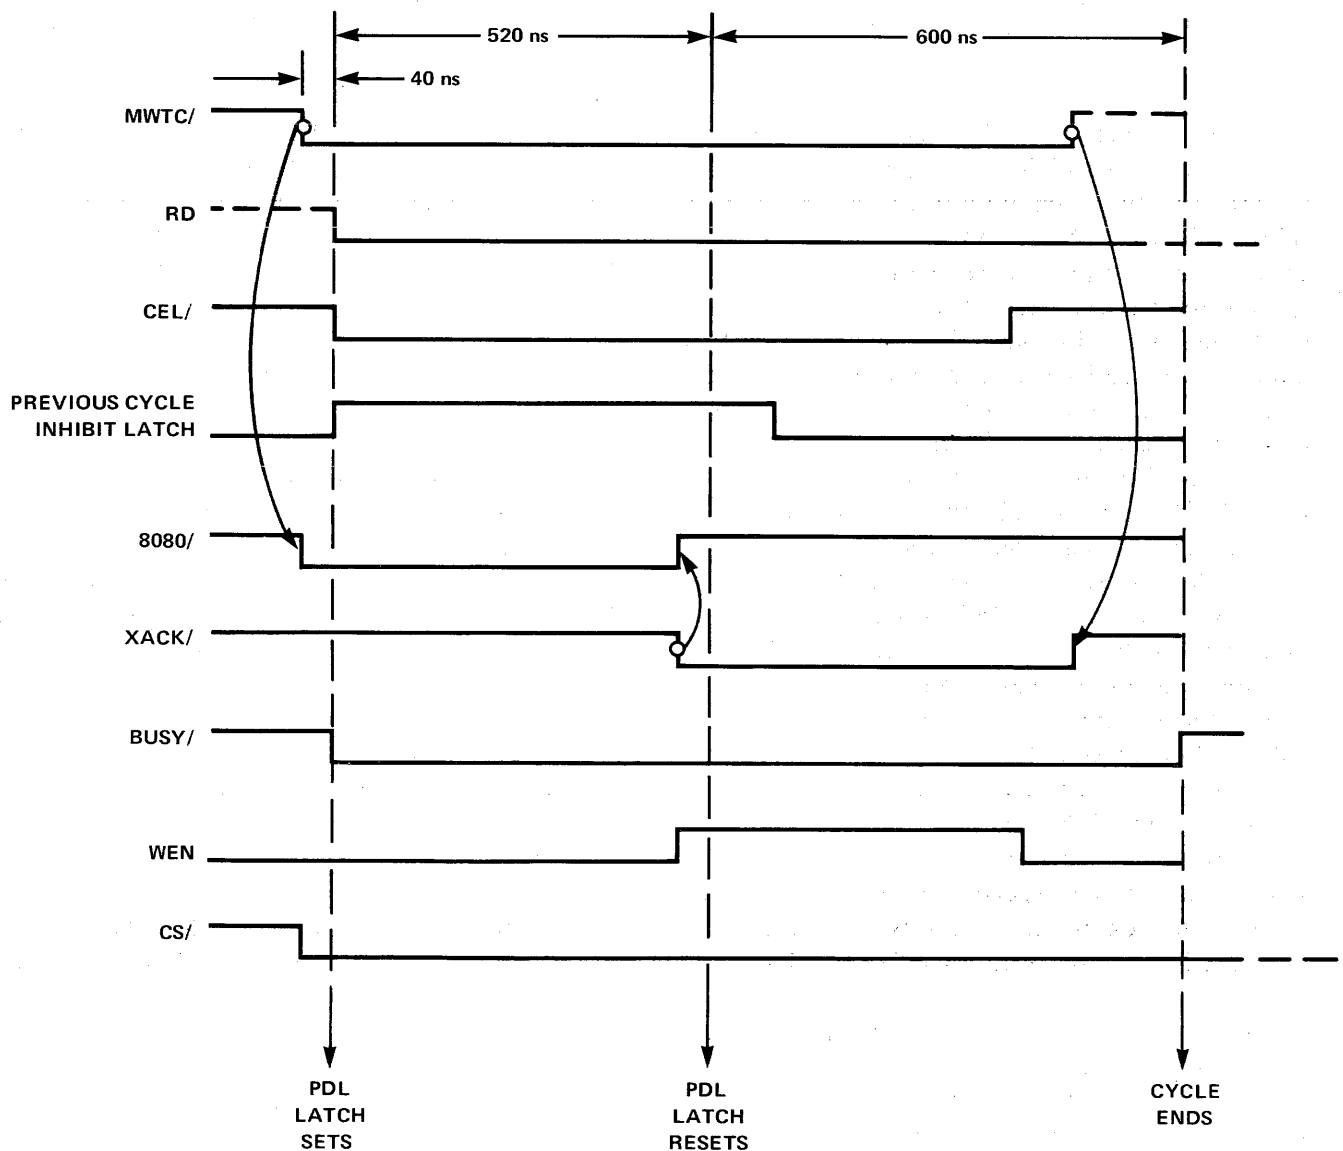 520 ns
600 ns
40 ns
MWTC/
RD
CEL/
PREVIOUS CYCLE
INHIBIT LATCH
8080/
XACK/
BUSY/
WEN
CS/
PDL
LATCH
SETS
PDL
LATCH
RESETS
CYCLE
ENDS